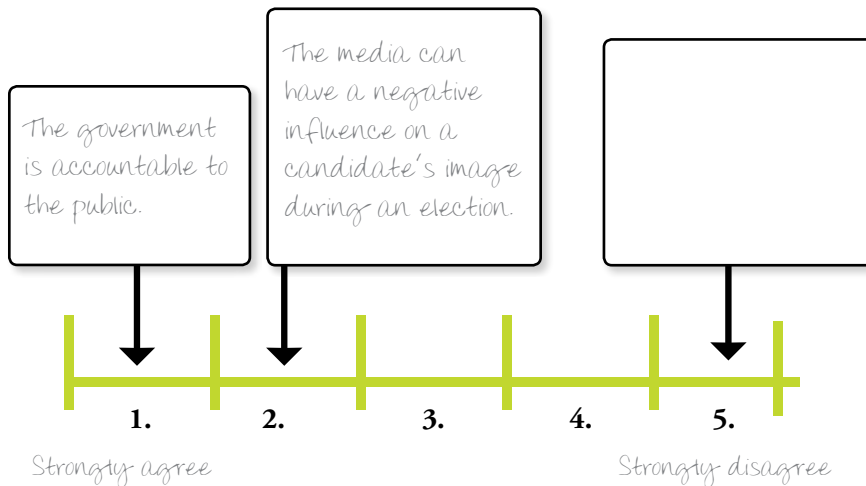 The government
is accountable to
the public.
The media can
have a negative
influence on a
candidate's image
during an election.
1. 2. 3. 4. 5.
Strongly agree Strongly disagree